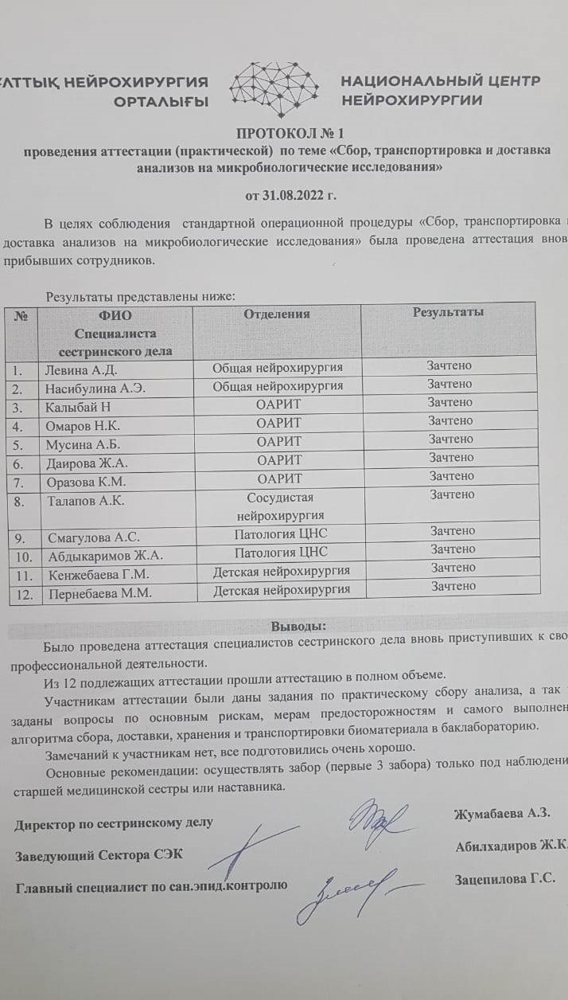 ҰЛТТЫҚ НЕЙРОХИРУРГИЯ
ОРТАЛЫҒЫ
НАЦИОНАЛЬНЫЙ ЦЕНТР
НЕЙРОХИРУРГИИ
ПРОТОКОЛ № 1
проведения аттестации (практической) по теме «Сбор, транспортировка и доставка
анализов на микробиологические исследования»
от 31.08.2022 г.
В целях соблюдения стандартной операционной процедуры «Сбор, транспортировка
доставка анализов на микробиологические исследования» была проведена аттестация внов
прибывших сотрудников.
Результаты представлены ниже:
№ ФИО Специалиста сестринского дела Отделения Результаты
1. Левина А.Д. Общая нейрохирургия Зачтено
2. Насибулина А.Э. Общая нейрохирургия Зачтено
3. Калыбай Н ОАРИТ Зачтено
4. Омаров Н.К. ОАРИТ Зачтено
5. Мусина А.Б. ОАРИТ Зачтено
6. Даирова Ж.А. ОАРИТ Зачтено
7. Оразова К.М. ОАРИТ Зачтено
8. Талапов А.К. Сосудистая нейрохирургия Зачтено
9. Смагулова А.С. Патология ЦНС Зачтено
10. Абдыкаримов Ж.А. Патология ЦНС Зачтено
11. Кенжебаева Г.М. Детская нейрохирургия Зачтено
12. Пернебаева М.М. Детская нейрохирургия Зачтено
Выводы:
Было проведена аттестация специалистов сестринского дела вновь приступивших к сво
профессиональной деятельности.
Из 12 подлежащих аттестации прошли аттестацию в полном объеме.
Участникам аттестации были даны задания по практическому сбору анализа, а так
заданы вопросы по основным рискам, мерам предосторожностям и самого выполнен
алгоритма сбора, доставки, хранения и транспортировки биоматериала в баклабораторию.
Замечаний к участникам нет, все подготовились очень хорошо.
Основные рекомендации: осуществлять забор (первые 3 забора) только под наблюдени
старшей медицинской сестры или наставника.
Директор по сестринскому делу Жумабаева А.З.
Заведующий Сектора СЭК Абилхадиров Ж.К.
Главный специалист по сан.эпид.контролю Зацепилова Г.С.